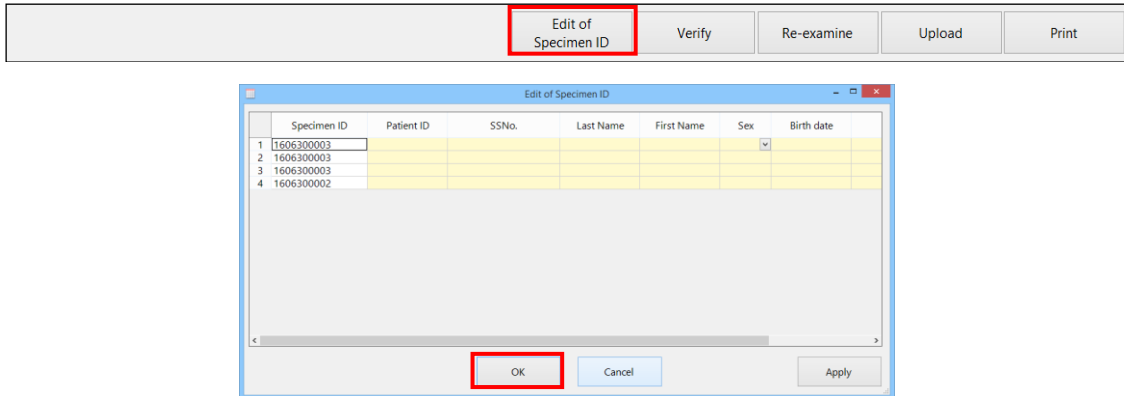 Edit of
Specimen ID
Verify
Re-examine
Upload
Print
Edit of Specimen ID
Specimen ID Patient ID SSNo. Last Name First Name Sex Birth date
1 1606300003
2 1606300003
3 1606300003
4 1606300002
OK Cancel Apply